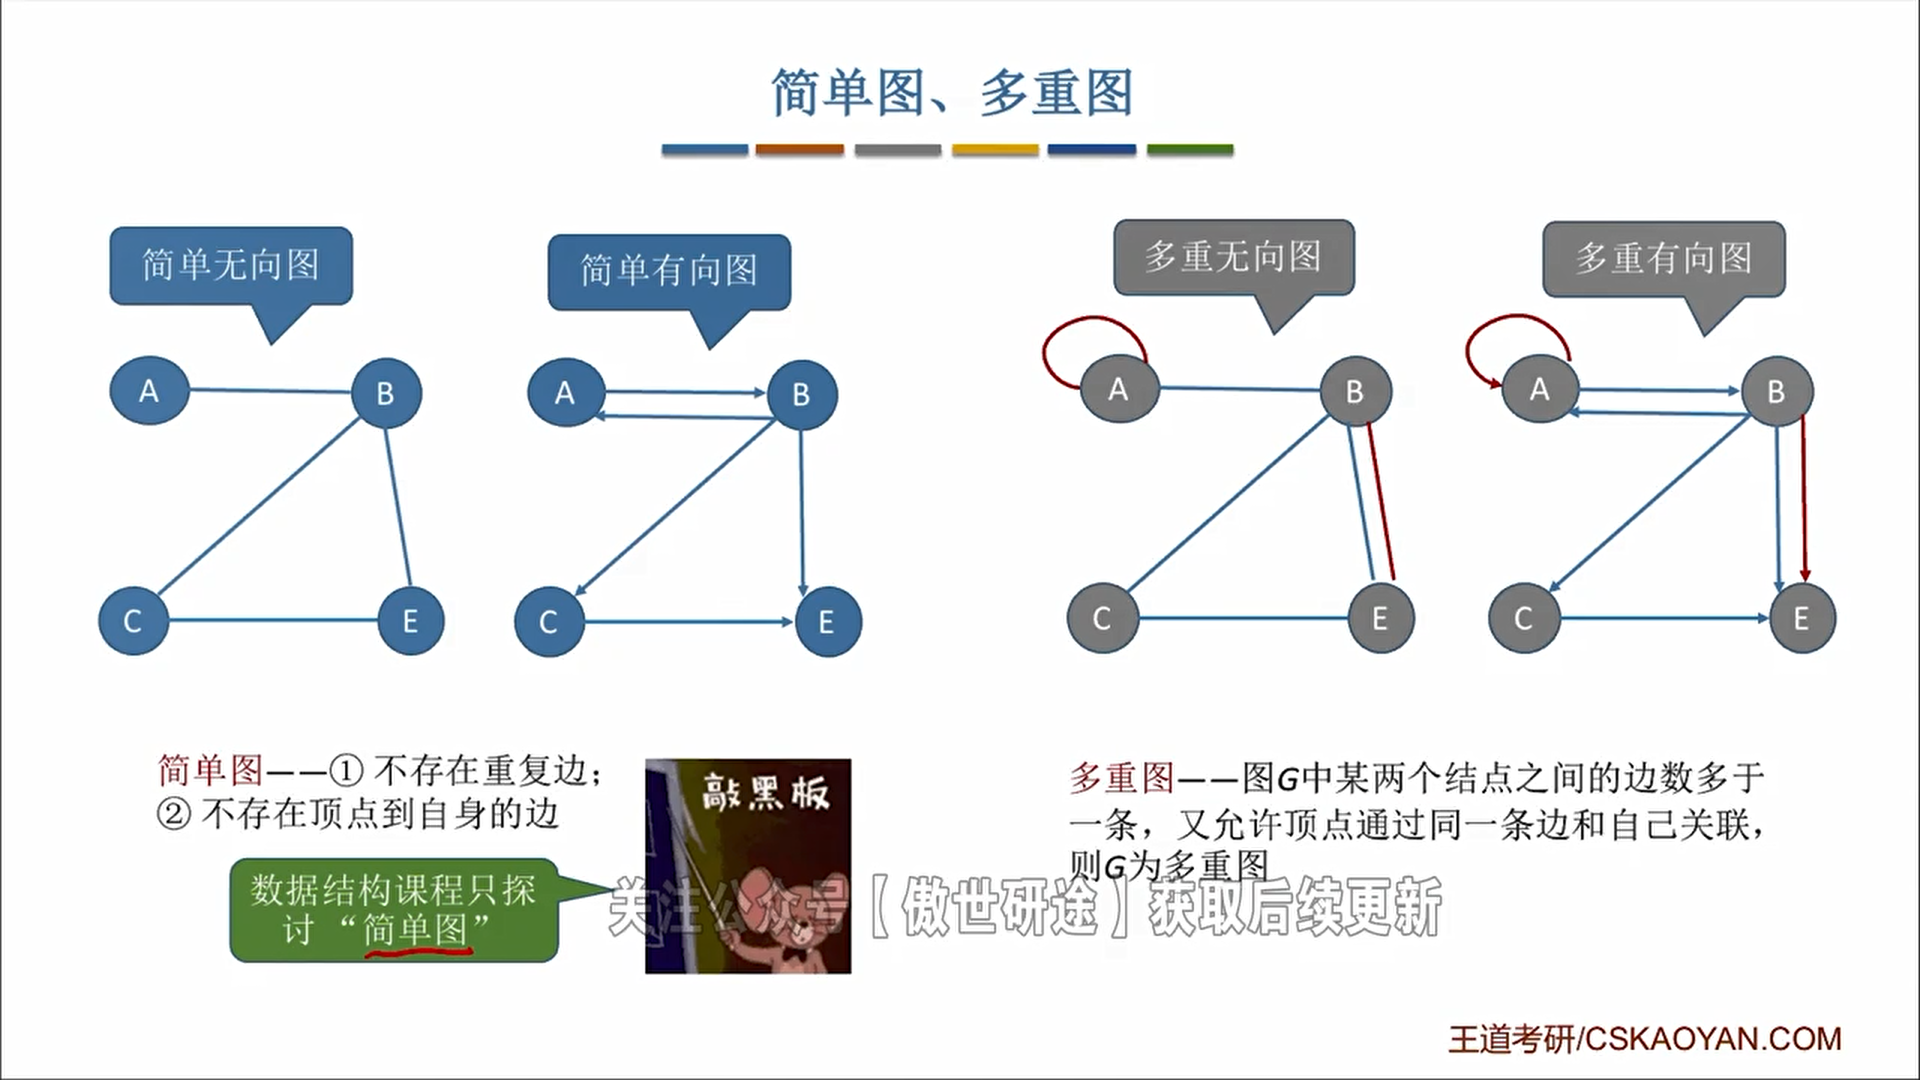 简单图、多重图
简单无向图
简单有向图
多重无向图
多重有向图
A
B
C
E
A
B
C
E
A
B
C
E
A
B
C
E
简单图——① 不存在重复边；
② 不存在顶点到自身的边
数据结构课程只探
讨“简单图”
敲黑板
多重图——图G中某两个结点之间的边数多于
一条，又允许顶点通过同一条边和自己关联，
则G为多重图
关注公众号【傲世研途】获取后续更新
王道考研/CSKAOYAN.COM